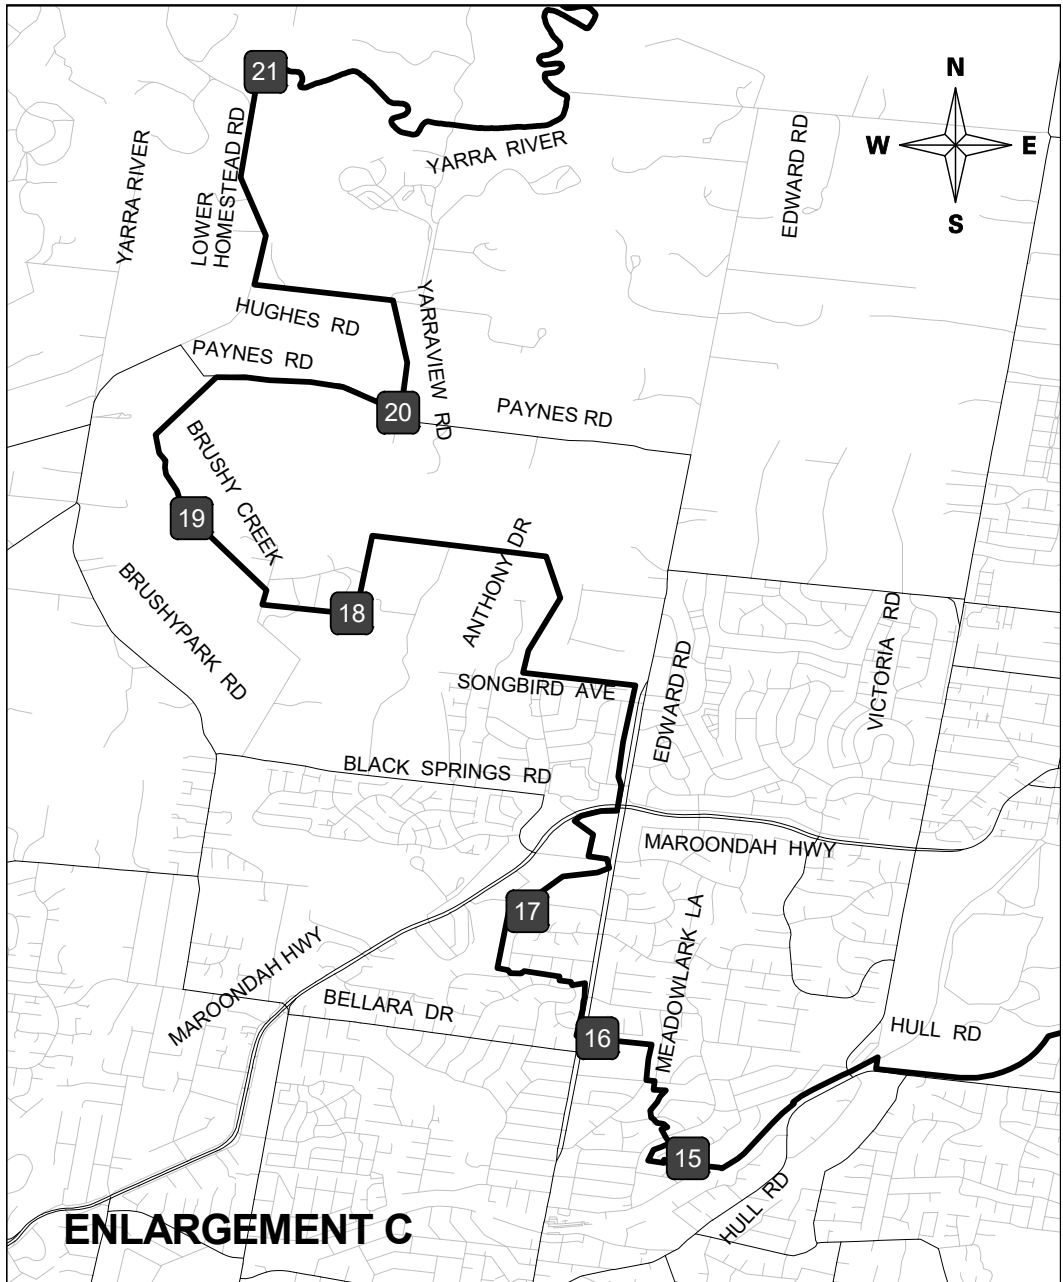 21
N
W E
S
YARRA RIVER
EDWARD RD
YARRA RIVER
LOWER
HOMESTEAD RD
HUGHES RD
YARRAVIEW RD
PAYNES RD
20
PAYNES RD
BRUSHY CREEK
19
ANTHONY DR
BRUSHYPARK RD
18
VICTORIA RD
EDWARD RD
SONGBIRD AVE
BLACK SPRINGS RD
MAROONDAH HWY
17
MEADOWLARK LA
MAROONDAH HWY
BELLARA DR
16
HULL RD
15
HULL RD
ENLARGEMENT C